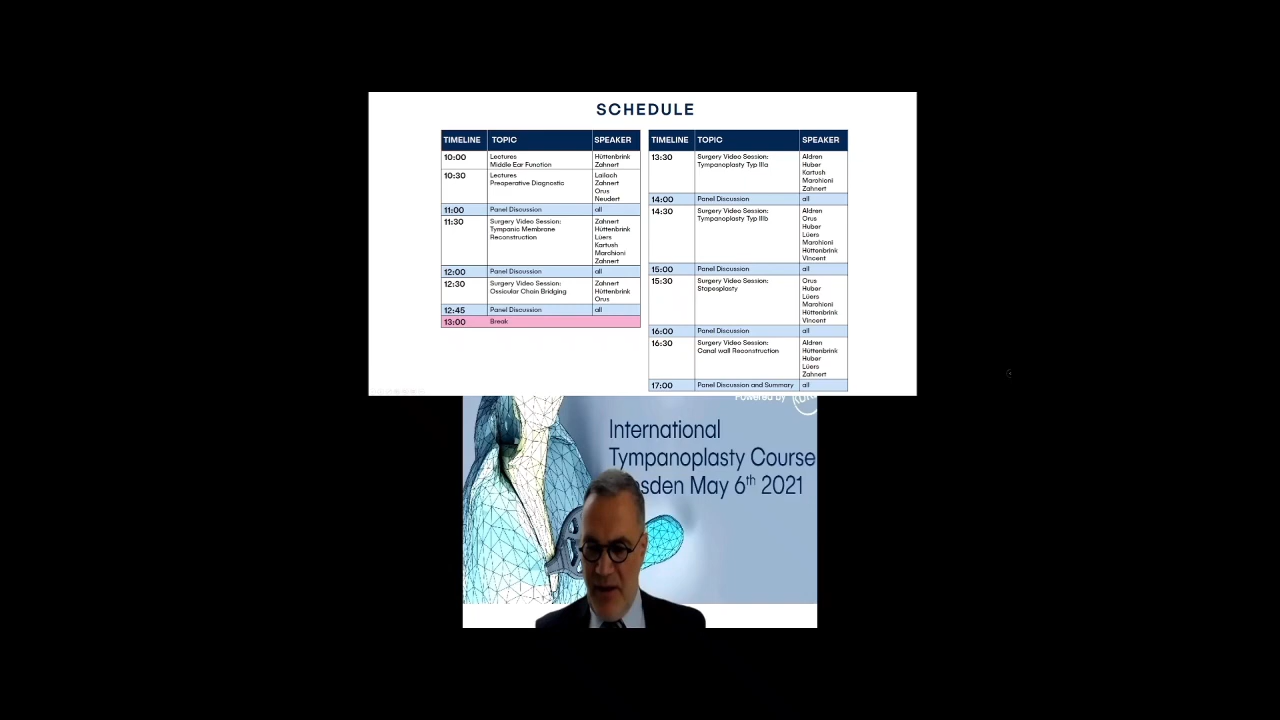 SCHEDULE
TIMELINE TOPIC SPEAKER
10:00 Lectures Hüttenbrink
Middle Ear Function Zahnert
10:30 Lectures Lailach
Preoperative Diagnostic Zahnert
Orus
Neudert
11:00 Panel Discussion all
11:30 Surgery Video Session: Zahnert
Tympanic Membrane Hüttenbrink
Reconstruction Lüers
Kartush
Marchioni
Zahnert
12:00 Panel Discussion all
12:30 Surgery Video Session: Zahnert
Ossicular Chain Bridging Hüttenbrink
Orus
12:45 Panel Discussion all
13:00 Break
TIMELINE TOPIC SPEAKER
13:30 Surgery Video Session: Aldren
Tympanoplasty Typ IIIa Huber
Kartush
Marchioni
Zahnert
14:00 Panel Discussion all
14:30 Surgery Video Session: Aldren
Tympanoplasty Typ IIIb Orus
Huber
Lüers
Marchioni
Hüttenbrink
Vincent
15:00 Panel Discussion all
15:30 Surgery Video Session: Orus
Stapesplasty Huber
Lüers
Marchioni
Hüttenbrink
Vincent
16:00 Panel Discussion all
16:30 Surgery Video Session: Aldren
Canal wall Reconstruction Hüttenbrink
Huber
Lüers
Zahnert
17:00 Panel Discussion and Summary all
Powered by
International
Tympanoplasty Course
sden May 6th 2021